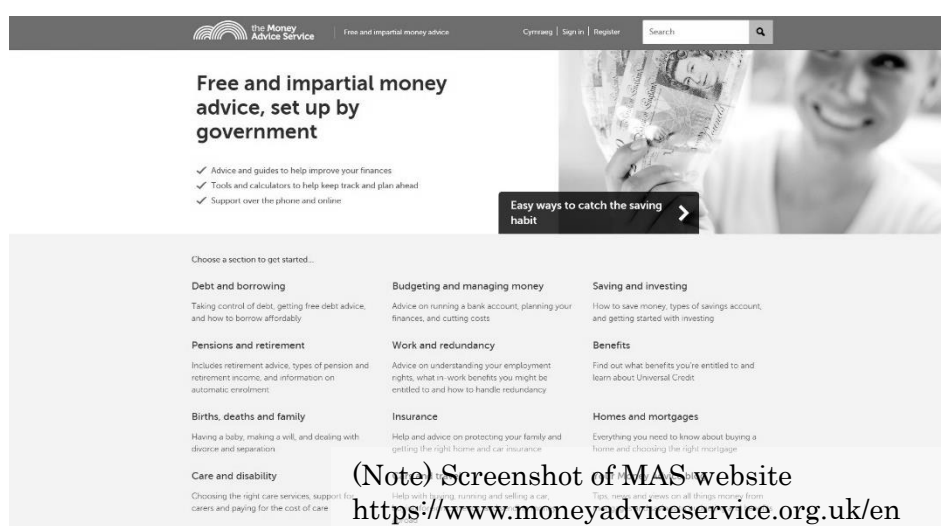 the Money
Advice Service
Free and impartial money advice
Cymraeg | Sign in | Register
Search
Free and impartial money
advice, set up by
government
✓ Advice and guides to help improve your finances
✓ Tools and calculators to help keep track and plan ahead
✓ Support over the phone and online
Easy ways to catch the saving
habit
Choose a section to get started...
Debt and borrowing
Taking control of debt, getting free debt advice,
and how to borrow affordably
Budgeting and managing money
Advice on running a bank account, planning your
finances, and cutting costs
Saving and investing
How to save money, types of savings account,
and getting started with investing
Pensions and retirement
Includes retirement advice, types of pension and
retirement income, and information on
automatic enrolment
Work and redundancy
Advice on understanding your employment
rights, what in-work benefits you might be
entitled to and how to handle redundancy
Benefits
Find out what benefits you're entitled to and
learn about Universal Credit
Births, deaths and family
Having a baby, making a will, and dealing with
divorce and separation
Insurance
Help and advice on protecting your family and
getting the right home and car insurance
Homes and mortgages
Everything you need to know about buying a
home and choosing the right mortgage
Care and disability
Choosing the right care services, support for
carers and paying for the cost of care
Help with buying, running and selling a car,
Tips, news and views on all things money from
(Note) Screenshot of MAS website
https://www.moneyadviceservice.org.uk/en